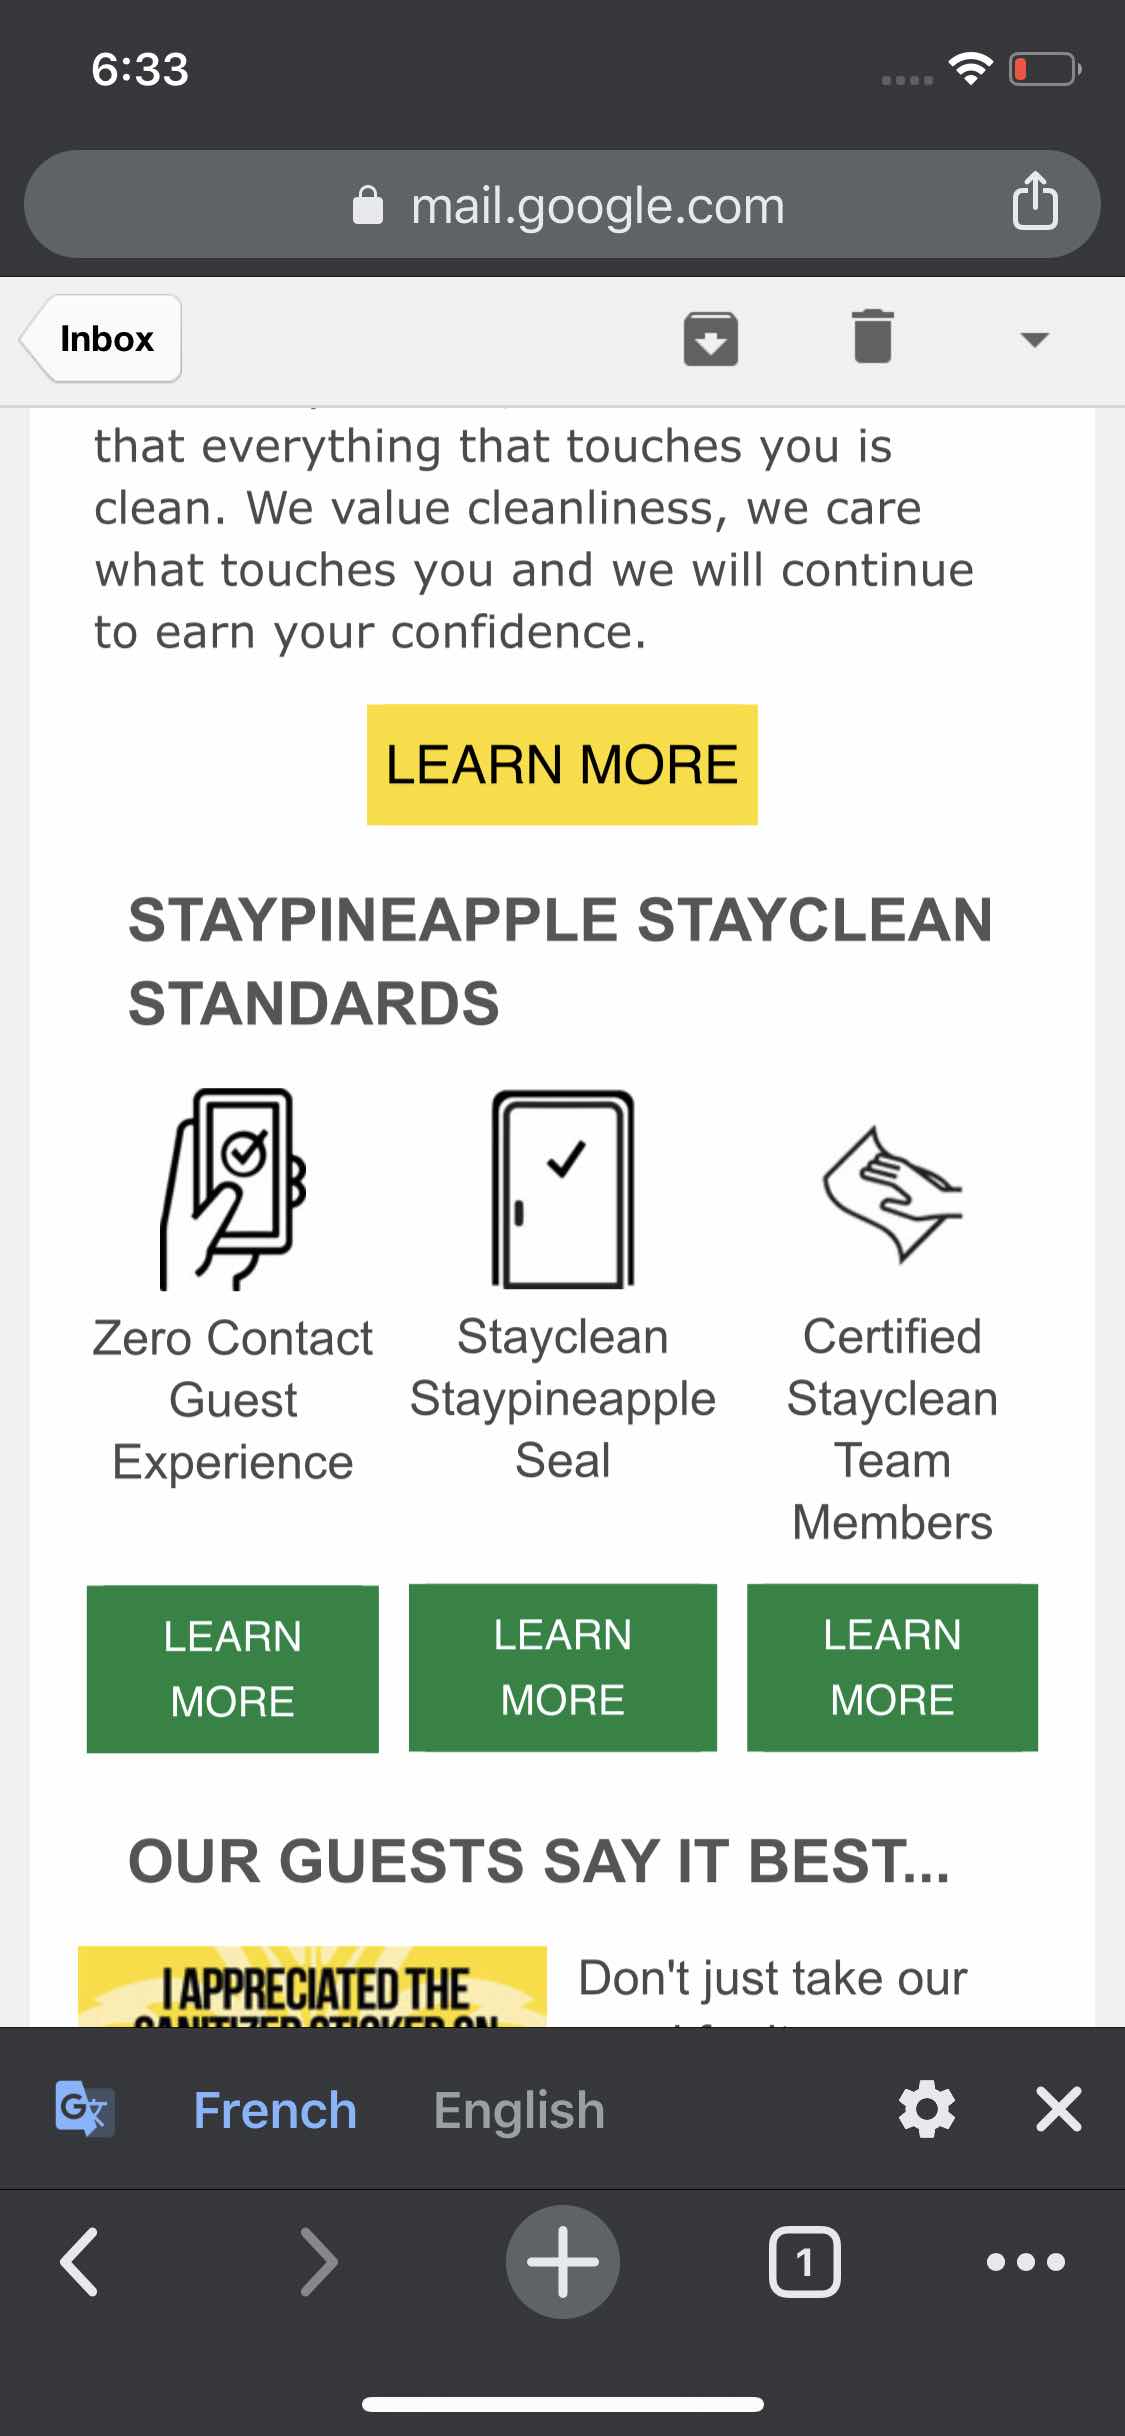 6:33
mail.google.com
Inbox
that everything that touches you is
clean. We value cleanliness, we care
what touches you and we will continue
to earn your confidence.
LEARN MORE
STAYPINEAPPLE STAYCLEAN
STANDARDS
Zero Contact
Guest
Experience
Stayclean
Staypineapple
Seal
Certified
Stayclean
Team
Members
LEARN
MORE
LEARN
MORE
LEARN
MORE
OUR GUESTS SAY IT BEST...
I APPRECIATED THE
SANITIZED STICKER ON
Don't just take our
French
English
1